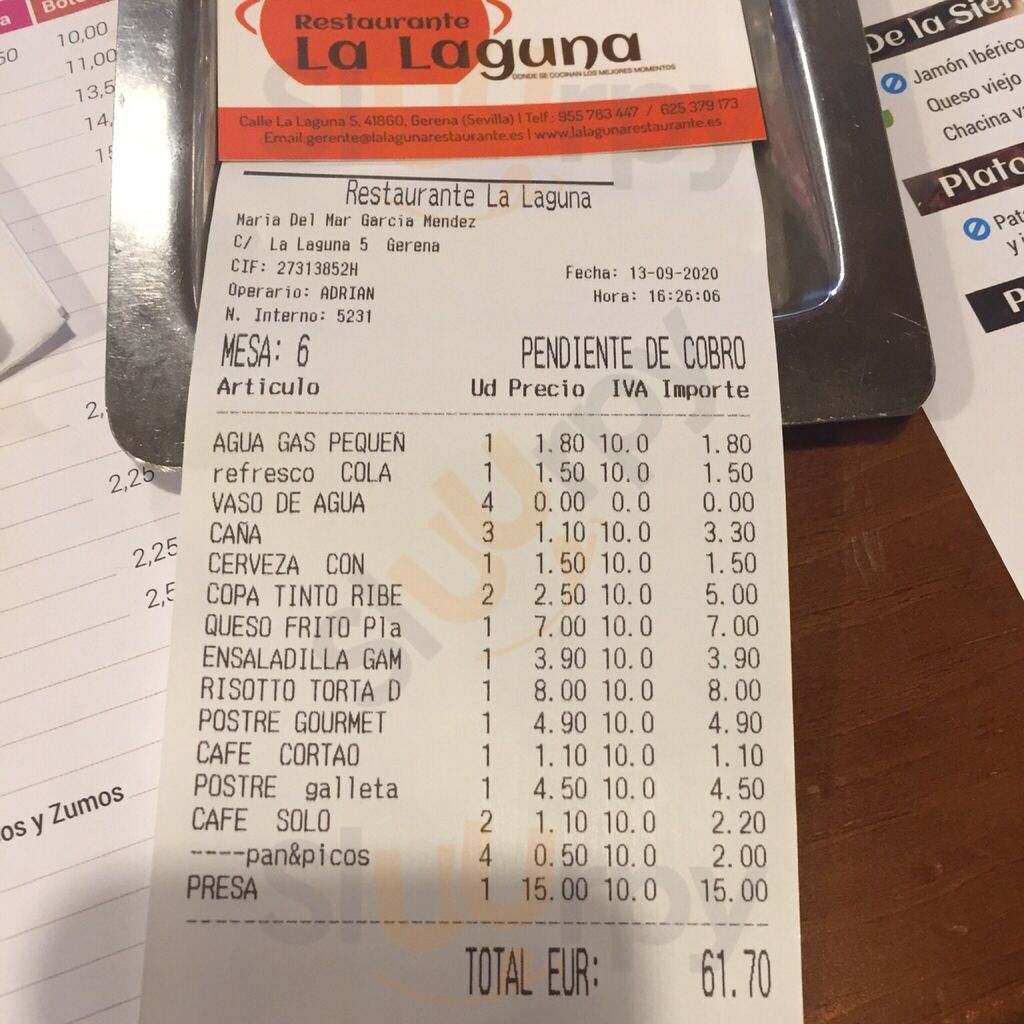 Restaurante
La Laguna
DONDE SE COCINAN LOS MEJORES MOMENTOS
Calle La Laguna 5, 41860, Gerena (Sevilla) | Telf.: 955 783 447 / 625 379 173
Email:gerente@lalagunarestaurante.es | www.lalagunarestaurante.es
Restaurante La Laguna
Maria Del Mar Garcia Mendez
C/ La Laguna 5 Gerena
CIF: 27313852H Fecha: 13-09-2020
Operario: ADRIAN Hora: 16:26:06
N. Interno: 5231
MESA: 6 PENDIENTE DE COBRO
Articulo Ud Precio IVA Importe
AGUA GAS PEQUEÑ 1 1.80 10.0 1.80
refresco COLA 1 1.50 10.0 1.50
VASO DE AGUA 4 0.00 0.0 0.00
CAÑA 3 1.10 10.0 3.30
CERVEZA CON 1 1.50 10.0 1.50
COPA TINTO RIBE 2 2.50 10.0 5.00
QUESO FRITO Pla 1 7.00 10.0 7.00
ENSALADILLA GAM 1 3.90 10.0 3.90
RISOTTO TORTA D 1 8.00 10.0 8.00
POSTRE GOURMET 1 4.90 10.0 4.90
CAFE CORTAO 1 1.10 10.0 1.10
POSTRE galleta 1 4.50 10.0 4.50
CAFE SOLO 2 1.10 10.0 2.20
----pan&picos 4 0.50 10.0 2.00
PRESA 1 15.00 10.0 15.00
TOTAL EUR: 61.70
10,00
11,00
13,5
14,
2,25
2,25
2,5
os y Zumos
De la Sier
Jamón Ibérico
Queso viejo
Chacina v
Plato
Pat
y j
P
Sluurpy
Sluurpy
Sluurpy